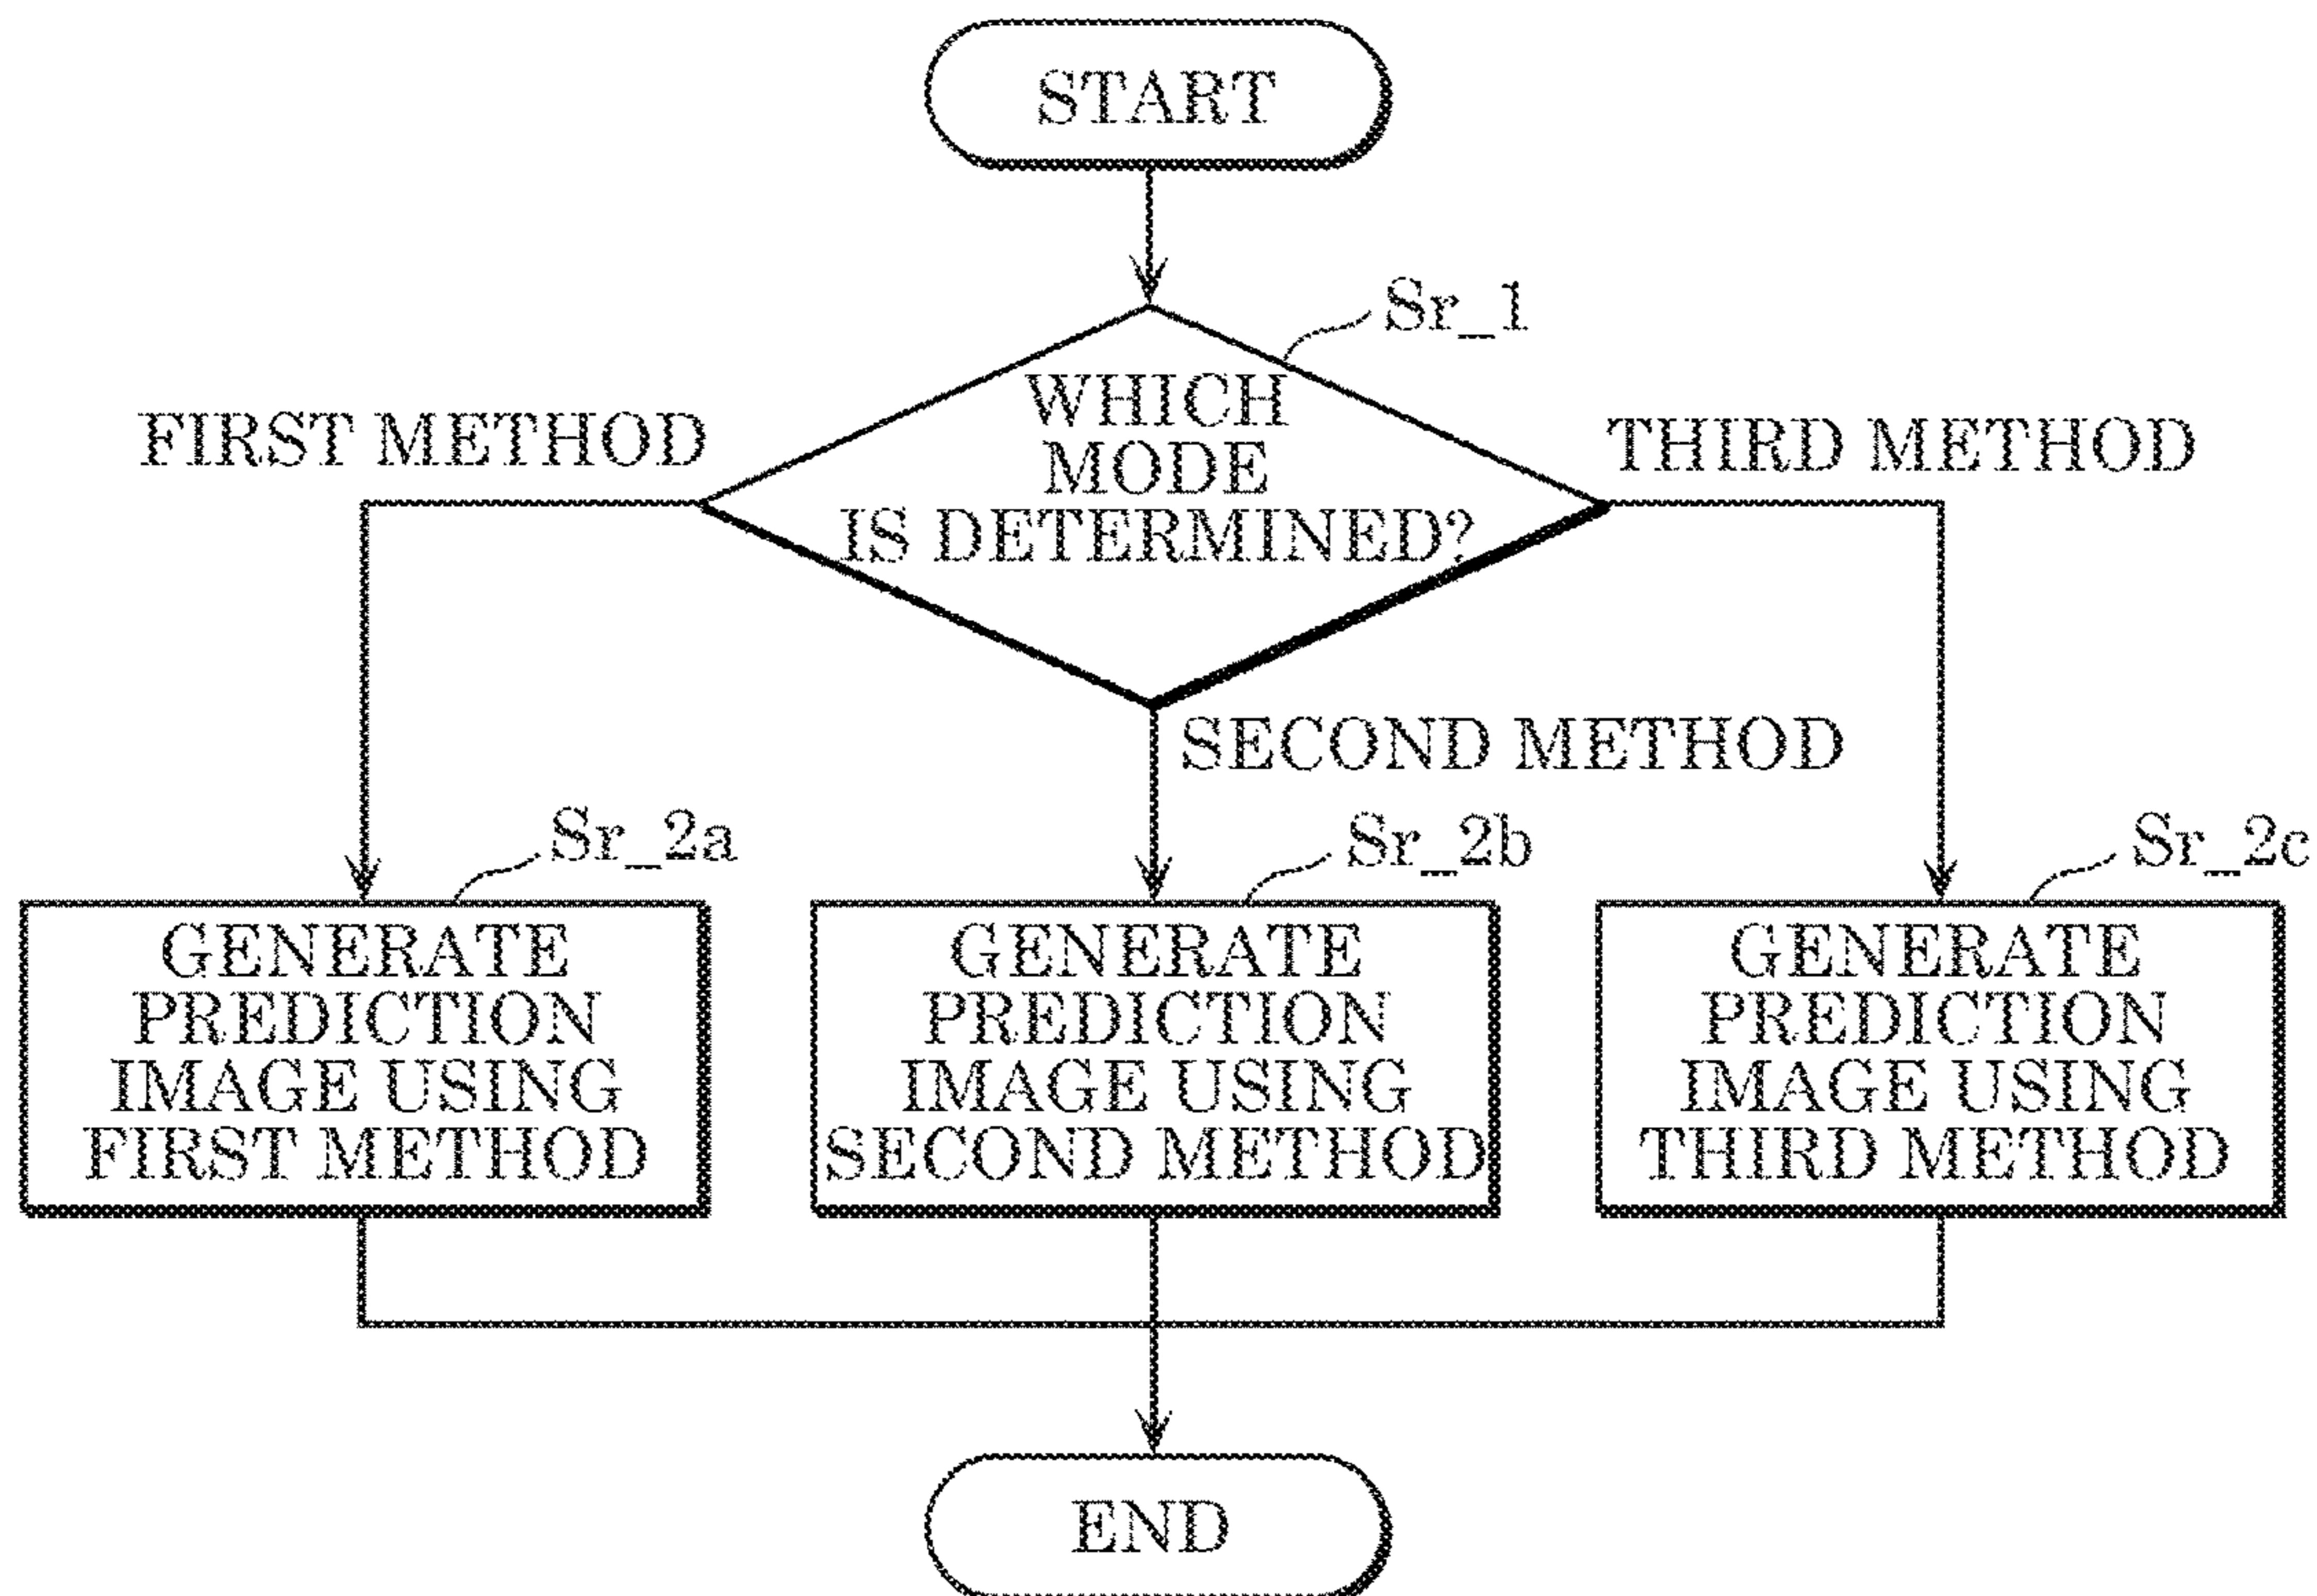 START
Sr_1
WHICH
MODE
IS DETERMINED?
FIRST METHOD
THIRD METHOD
SECOND METHOD
Sr_2a
GENERATE
PREDICTION
IMAGE USING
FIRST METHOD
Sr_2b
GENERATE
PREDICTION
IMAGE USING
SECOND METHOD
Sr_2c
GENERATE
PREDICTION
IMAGE USING
THIRD METHOD
END